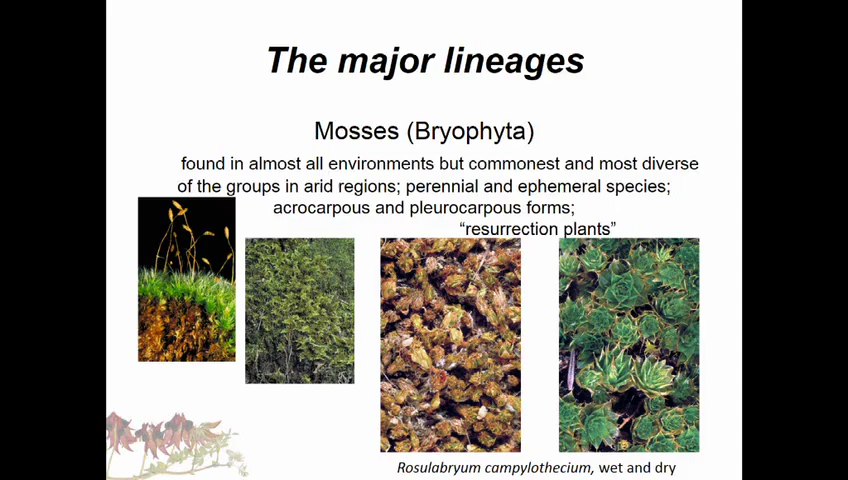 The major lineages
Mosses (Bryophyta)
found in almost all environments but commonest and most diverse
of the groups in arid regions; perennial and ephemeral species;
acrocarpous and pleurocarpous forms;
“resurrection plants”
Rosulabryum campylothecium, wet and dry